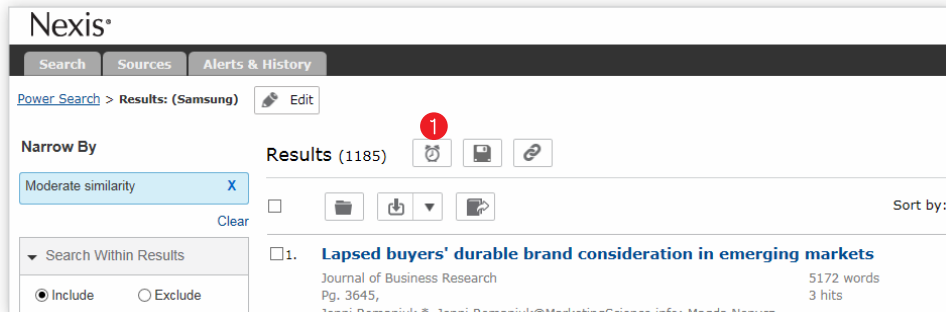 Nexis®
Search Sources Alerts & History
Power Search > Results: (Samsung) Edit
1
Narrow By
Results (1185)
Moderate similarity X
Clear
Sort by:
Search Within Results
Include Exclude
1. Lapsed buyers' durable brand consideration in emerging markets
Journal of Business Research 5172 words
Pg. 3645, 3 hits